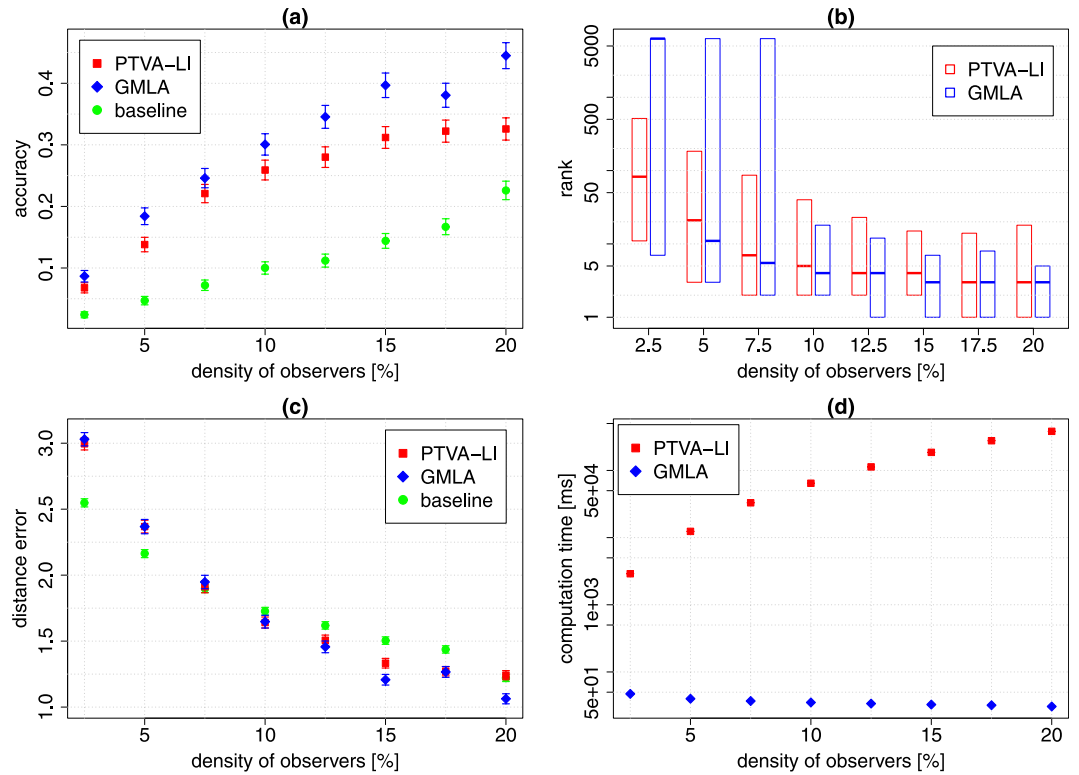 (a)
accuracy
0.1 0.2 0.3 0.4
PTVA−LI
GMLA
baseline
5 10 15 20
density of observers [%]
(b)
rank
1 5 50 500 5000
PTVA−LI
GMLA
2.5 5 7.5 10 12.5 15 17.5 20
density of observers [%]
(c)
distance error
1.0 1.5 2.0 2.5 3.0
PTVA−LI
GMLA
baseline
5 10 15 20
density of observers [%]
(d)
computation time [ms]
5e+01 1e+03 5e+04
PTVA−LI
GMLA
5 10 15 20
density of observers [%]